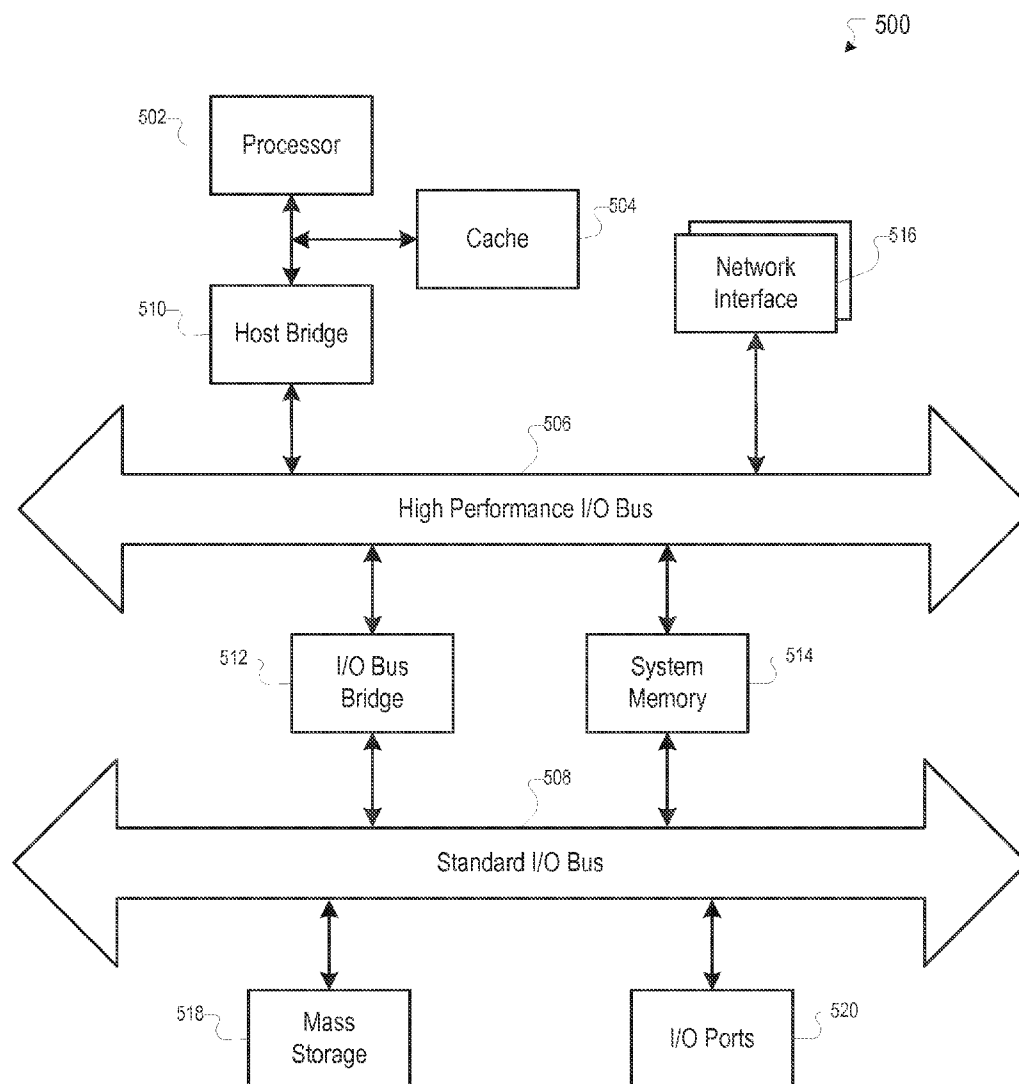 500
502
Processor
504
Cache
516
Network
Interface
510
Host Bridge
506
High Performance I/O Bus
512
I/O Bus
Bridge
System
Memory
514
508
Standard I/O Bus
518
Mass
Storage
I/O Ports
520